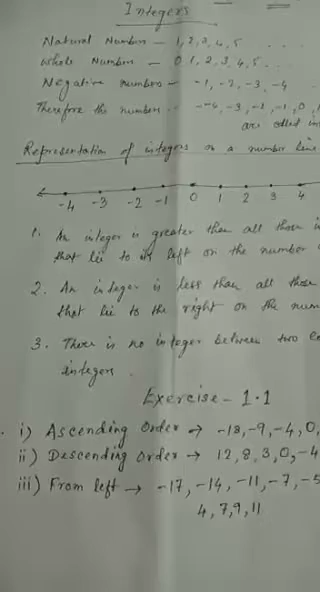 Integers
Natural Numbers - 1, 2, 3, 4, 5 ....
Whole Numbers - 0 1, 2, 3, 4, 5 ...
Negative numbers - -1, -2, -3, -4
Therefore the numbers .. -4, -3, -2, -1, 0,
are called in
Representation of integers on a number line
-4 -3 -2 -1 0 1 2 3 4
1. An integer is greater than all those in
that lie to its left on the number
2. An integer is less than all those
that lie to the right on the num
3. There is no integer between two co
integers.
Exercise - 1.1
i) Ascending Order → -18, -9, -4, 0,
ii) Descending Order → 12, 8, 3, 0, -4
iii) From left → -17, -14, -11, -7, -5
4, 7, 9, 11